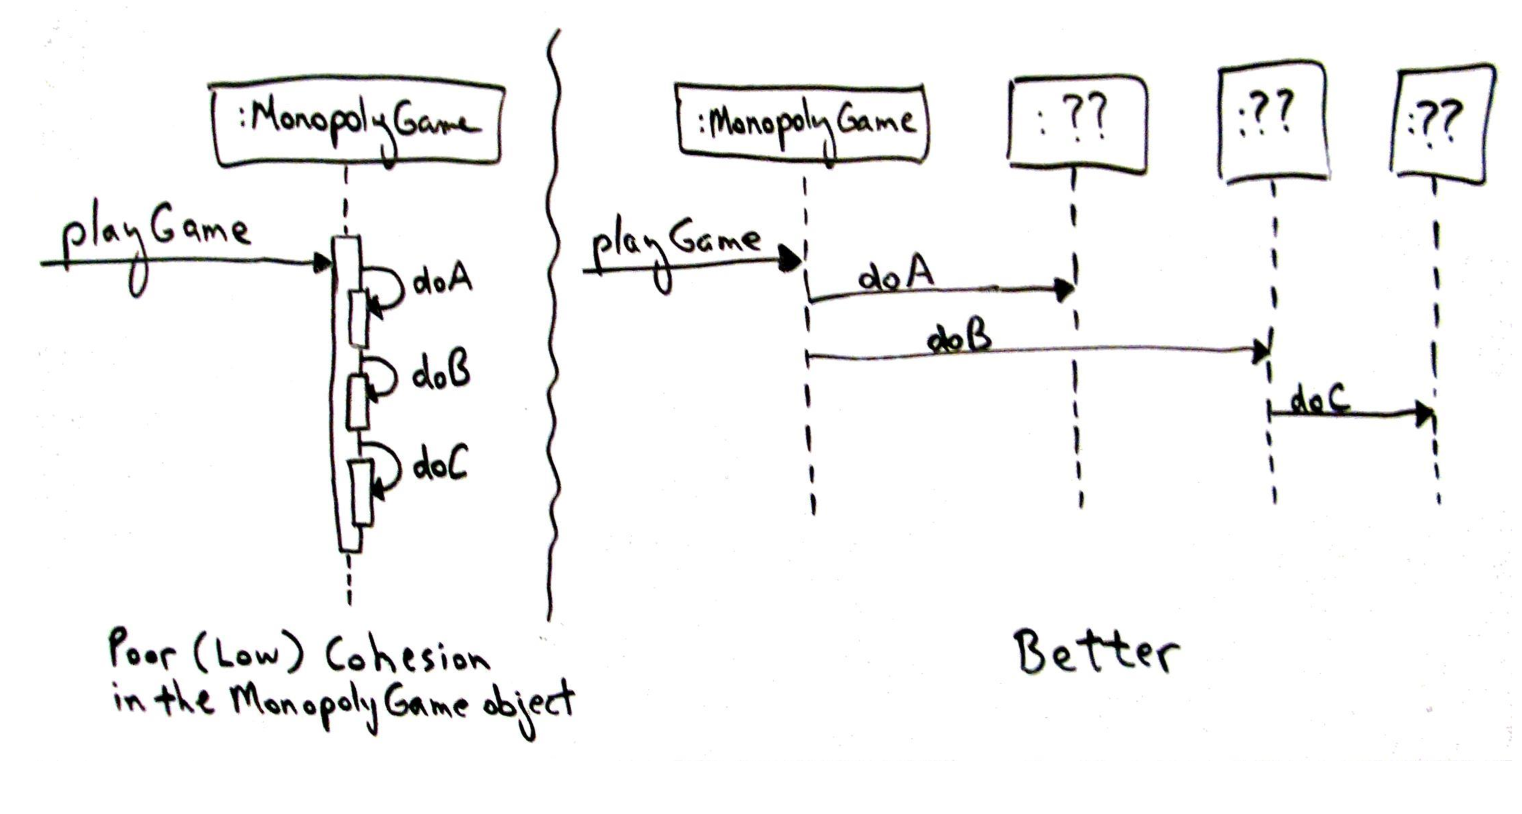 :MonopolyGame
playGame
doA
doB
doC
Poor (Low) Cohesion
in the MonopolyGame object
:MonopolyGame
: ??
:??
:??
playGame
doA
doB
doC
Better